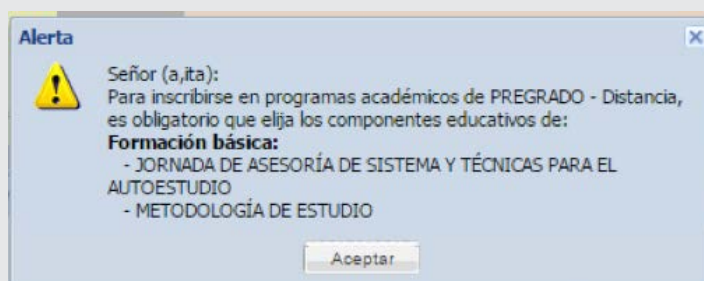 Alerta
Señor (a,ita):
Para inscribirse en programas académicos de PREGRADO - Distancia,
es obligatorio que elija los componentes educativos de:
Formación básica:
- JORNADA DE ASESORÍA DE SISTEMA Y TÉCNICAS PARA EL
AUTOESTUDIO
- METODOLOGÍA DE ESTUDIO
Aceptar